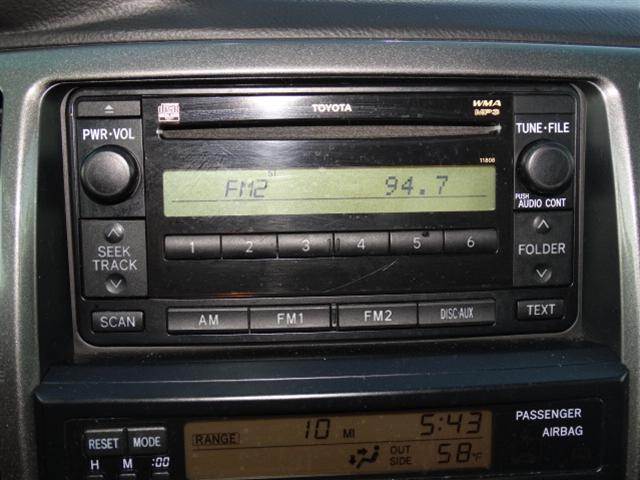 TOYOTA
WMA
MP3
PWR•VOL
TUNE•FILE
11808
ST
FM2 94.7
PUSH
AUDIO CONT
1 2 3 4 5 6
SEEK
TRACK
FOLDER
SCAN
AM FM1 FM2 DISC•AUX
TEXT
PASSENGER
AIRBAG
RANGE 10 MI 5:43
RESET MODE
OUT
SIDE 58°F
H M :00